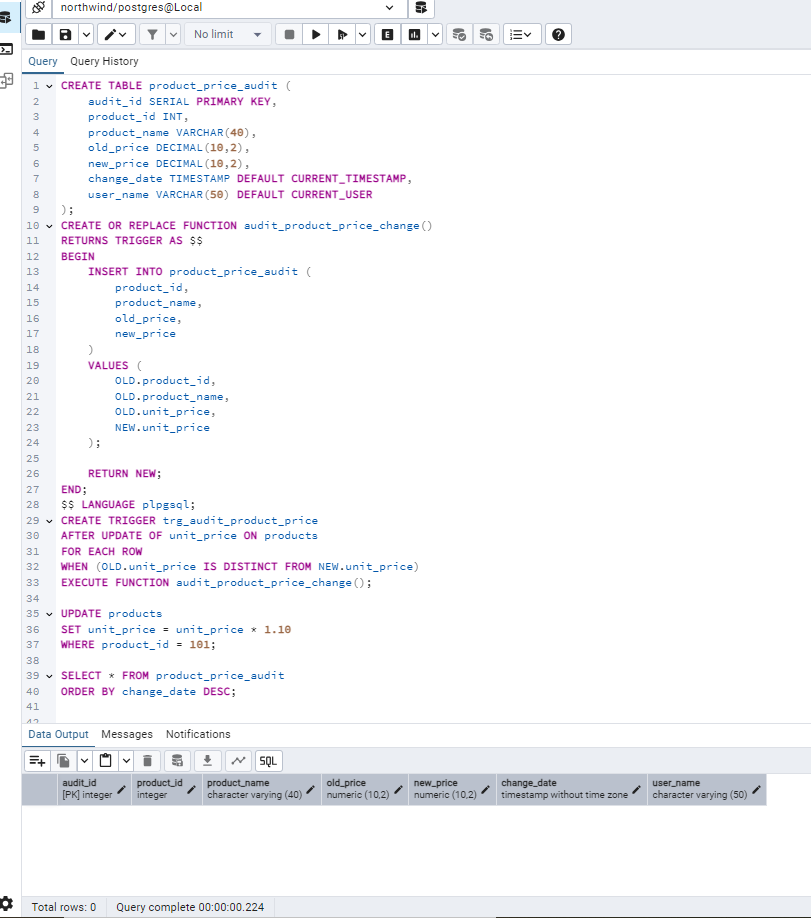 northwind/postgres@Local
No limit
E
Query Query History
1 CREATE TABLE product_price_audit (
2 audit_id SERIAL PRIMARY KEY,
3 product_id INT,
4 product_name VARCHAR(40),
5 old_price DECIMAL(10,2),
6 new_price DECIMAL(10,2),
7 change_date TIMESTAMP DEFAULT CURRENT_TIMESTAMP,
8 user_name VARCHAR(50) DEFAULT CURRENT_USER
9 );
10 CREATE OR REPLACE FUNCTION audit_product_price_change()
11 RETURNS TRIGGER AS $$
12 BEGIN
13 INSERT INTO product_price_audit (
14 product_id,
15 product_name,
16 old_price,
17 new_price
18 )
19 VALUES (
20 OLD.product_id,
21 OLD.product_name,
22 OLD.unit_price,
23 NEW.unit_price
24 );
25
26 RETURN NEW;
27 END;
28 $$ LANGUAGE plpgsql;
29 CREATE TRIGGER trg_audit_product_price
30 AFTER UPDATE OF unit_price ON products
31 FOR EACH ROW
32 WHEN (OLD.unit_price IS DISTINCT FROM NEW.unit_price)
33 EXECUTE FUNCTION audit_product_price_change();
34
35 UPDATE products
36 SET unit_price = unit_price * 1.10
37 WHERE product_id = 101;
38
39 SELECT * FROM product_price_audit
40 ORDER BY change_date DESC;
41
42
Data Output Messages Notifications
SQL
audit_id product_id product_name old_price new_price change_date user_name
[PK] integer integer character varying (40) numeric (10,2) numeric (10,2) timestamp without time zone character varying (50)
Total rows: 0 Query complete 00:00:00.224